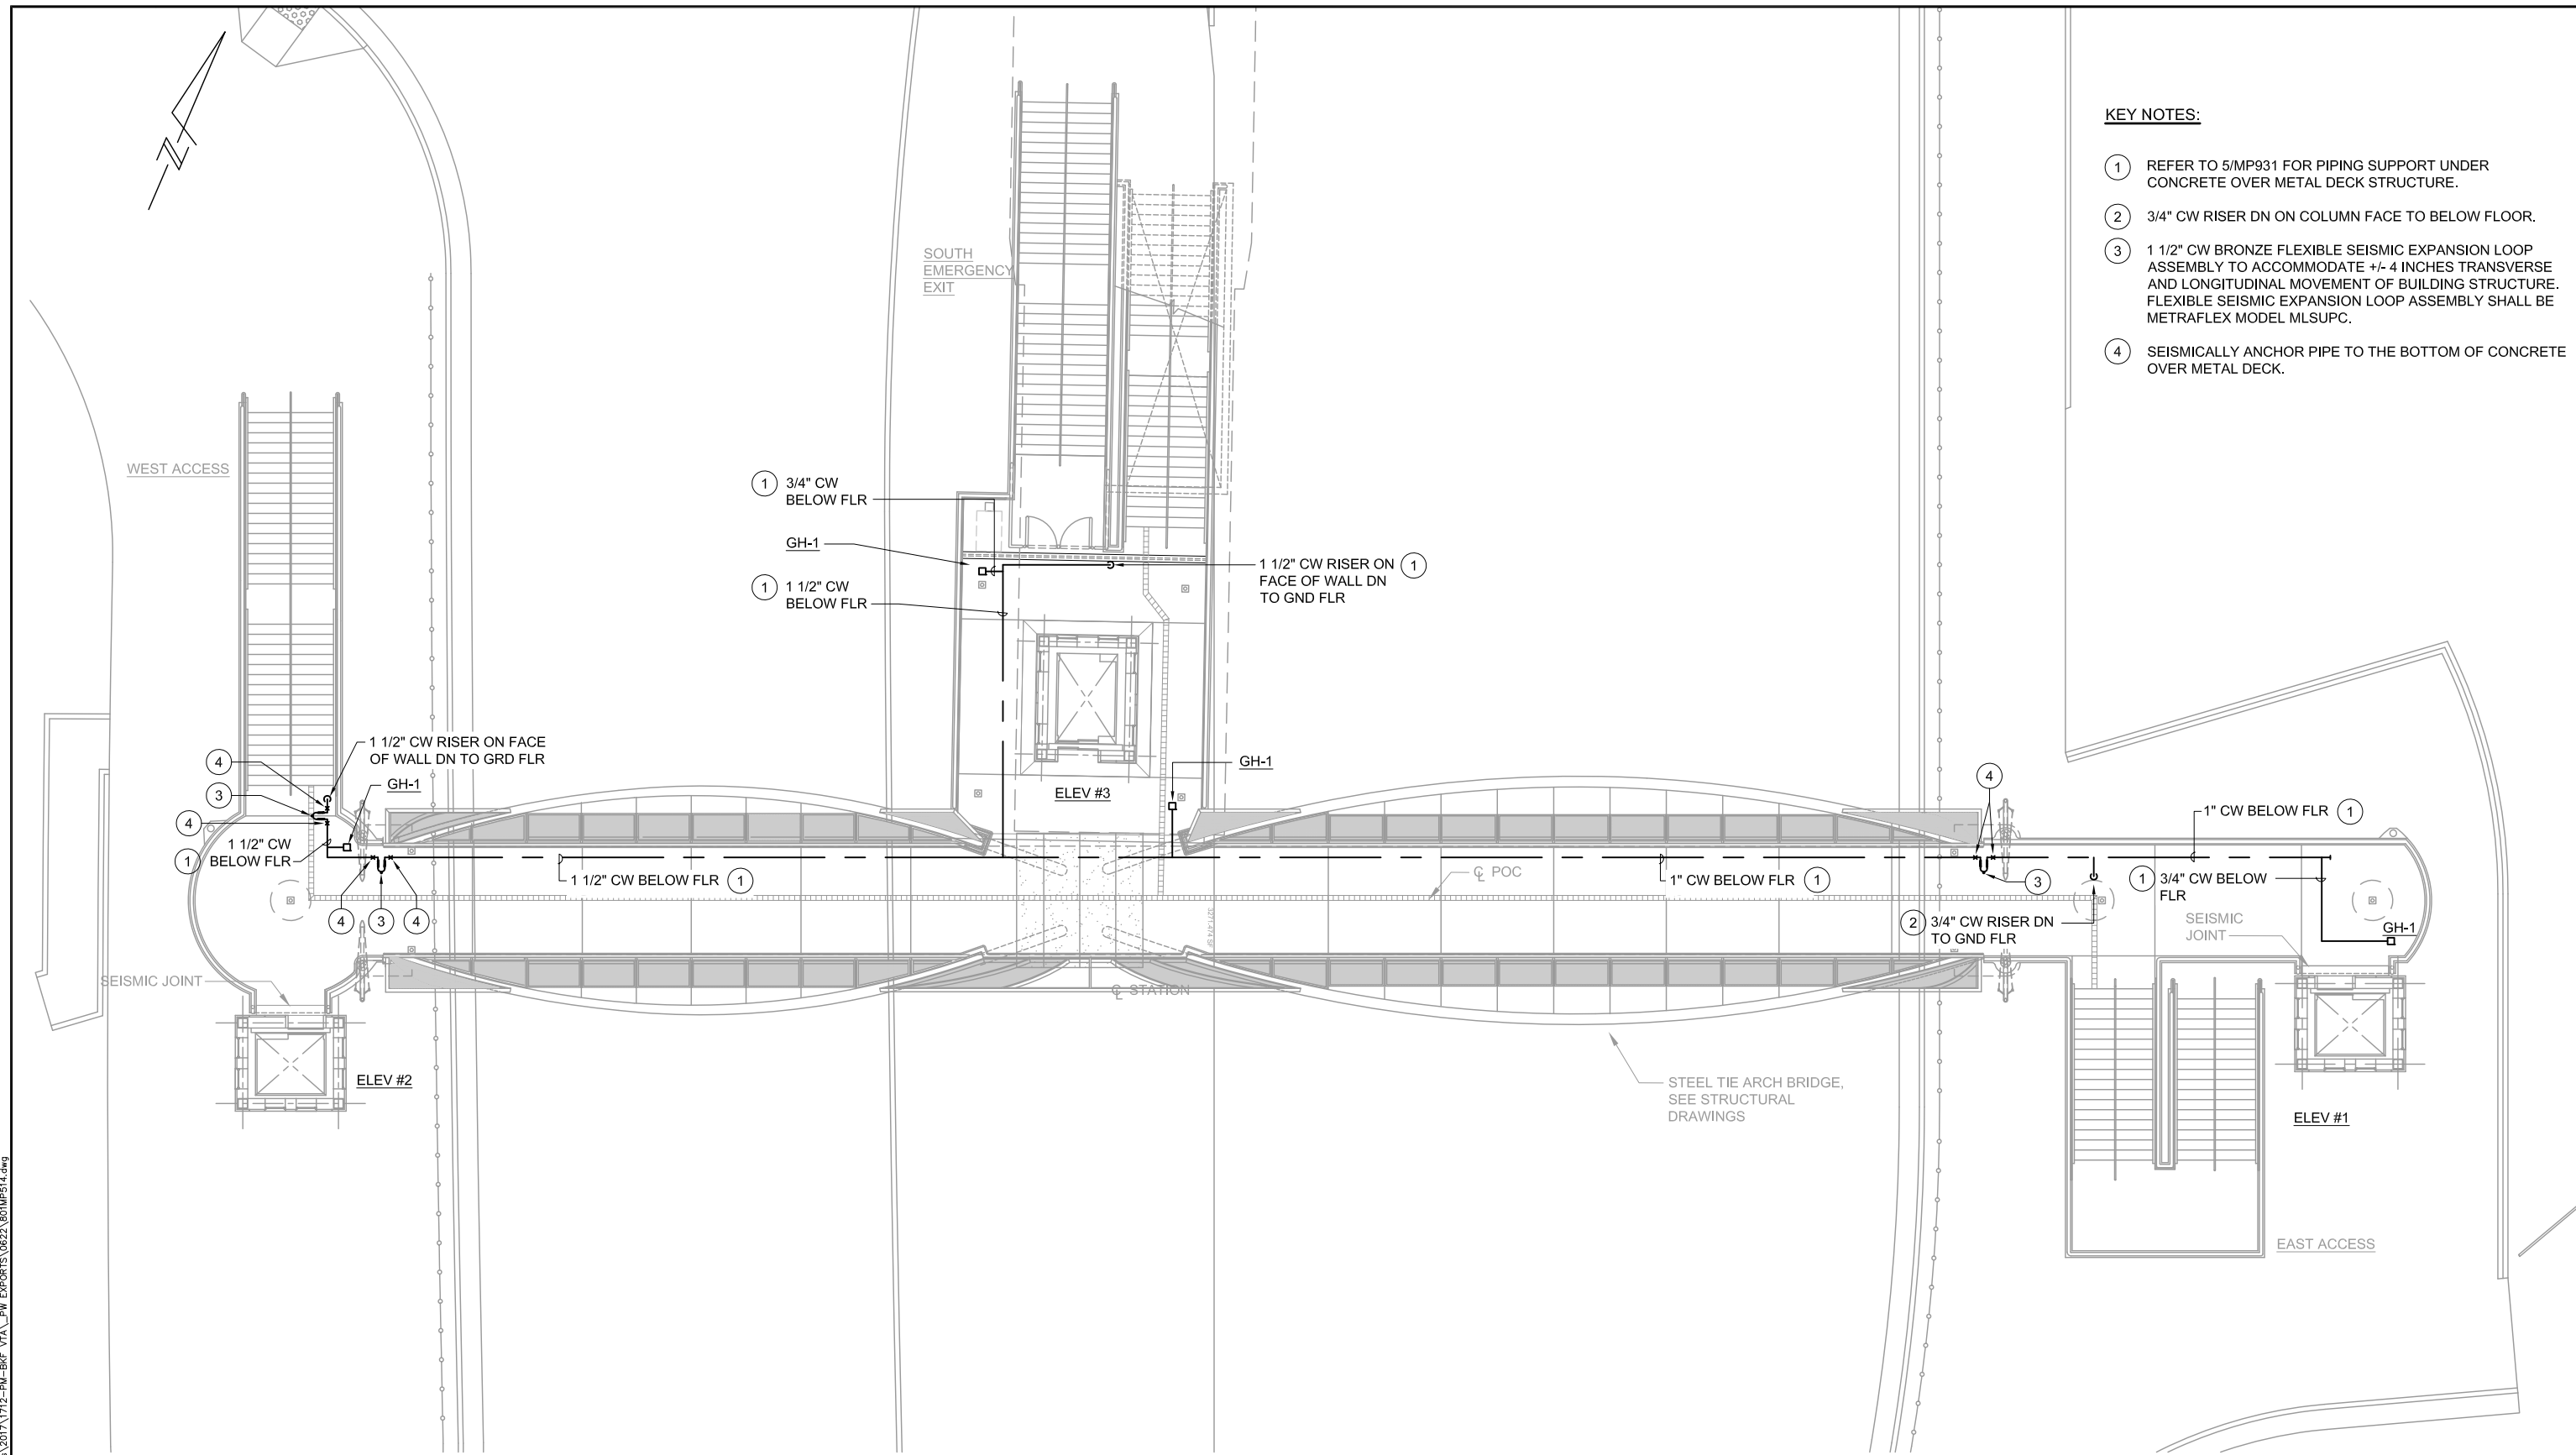 KEY NOTES:
1 REFER TO 5/MP931 FOR PIPING SUPPORT UNDER
CONCRETE OVER METAL DECK STRUCTURE.
2 3/4" CW RISER DN ON COLUMN FACE TO BELOW FLOOR.
3 1 1/2" CW BRONZE FLEXIBLE SEISMIC EXPANSION LOOP
ASSEMBLY TO ACCOMMODATE +/- 4 INCHES TRANSVERSE
AND LONGITUDINAL MOVEMENT OF BUILDING STRUCTURE.
FLEXIBLE SEISMIC EXPANSION LOOP ASSEMBLY SHALL BE
METRAFLEX MODEL MLSUPC.
4 SEISMICALLY ANCHOR PIPE TO THE BOTTOM OF CONCRETE
OVER METAL DECK.
N
SOUTH
EMERGENCY
EXIT
WEST ACCESS
1 3/4" CW
BELOW FLR
GH-1
1 1 1/2" CW
BELOW FLR
1 1/2" CW RISER ON 1
FACE OF WALL DN
TO GND FLR
1 1/2" CW RISER ON FACE
OF WALL DN TO GRD FLR
4
GH-1
3
4
1 1/2" CW
1 BELOW FLR
4
3
4
1 1/2" CW BELOW FLR 1
ELEV #3
GH-1
℄ POC
1" CW BELOW FLR 1
4
3
1" CW BELOW FLR 1
1 3/4" CW BELOW
FLR
2 3/4" CW RISER DN
TO GND FLR
SEISMIC
JOINT
GH-1
SEISMIC JOINT
℄ STATION
ELEV #2
STEEL TIE ARCH BRIDGE,
SEE STRUCTURAL
DRAWINGS
ELEV #1
EAST ACCESS
\2017\1712-PM-BKF VTA\_PW EXPORTS\0622\B01MP514.dwg